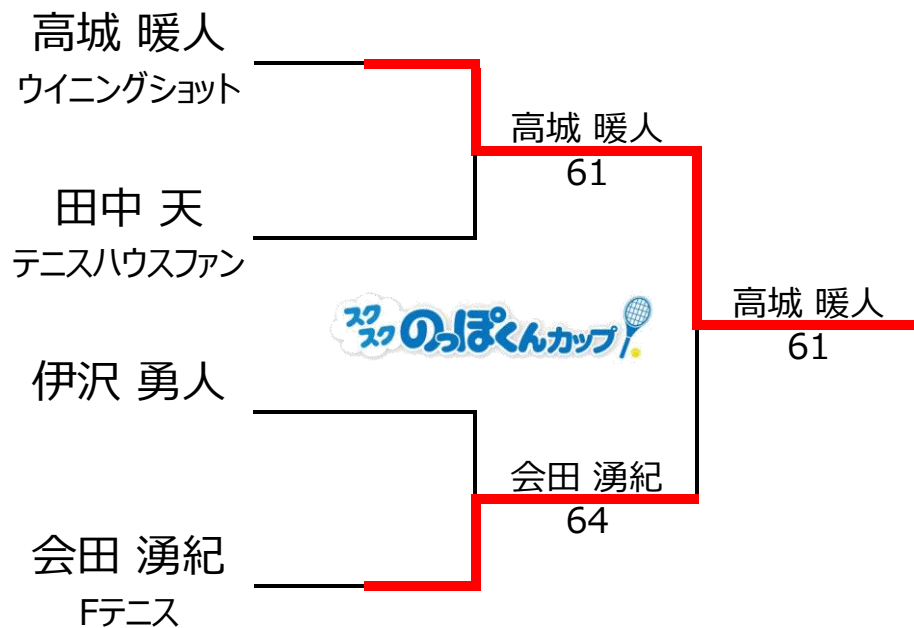 高城 暖人
ウイニングショット
高城 暖人
61
田中 天
テニスハウスファン
高城 暖人
61
スクスク のっぽくんカップ!
伊沢 勇人
会田 湧紀
64
会田 湧紀
Fテニス